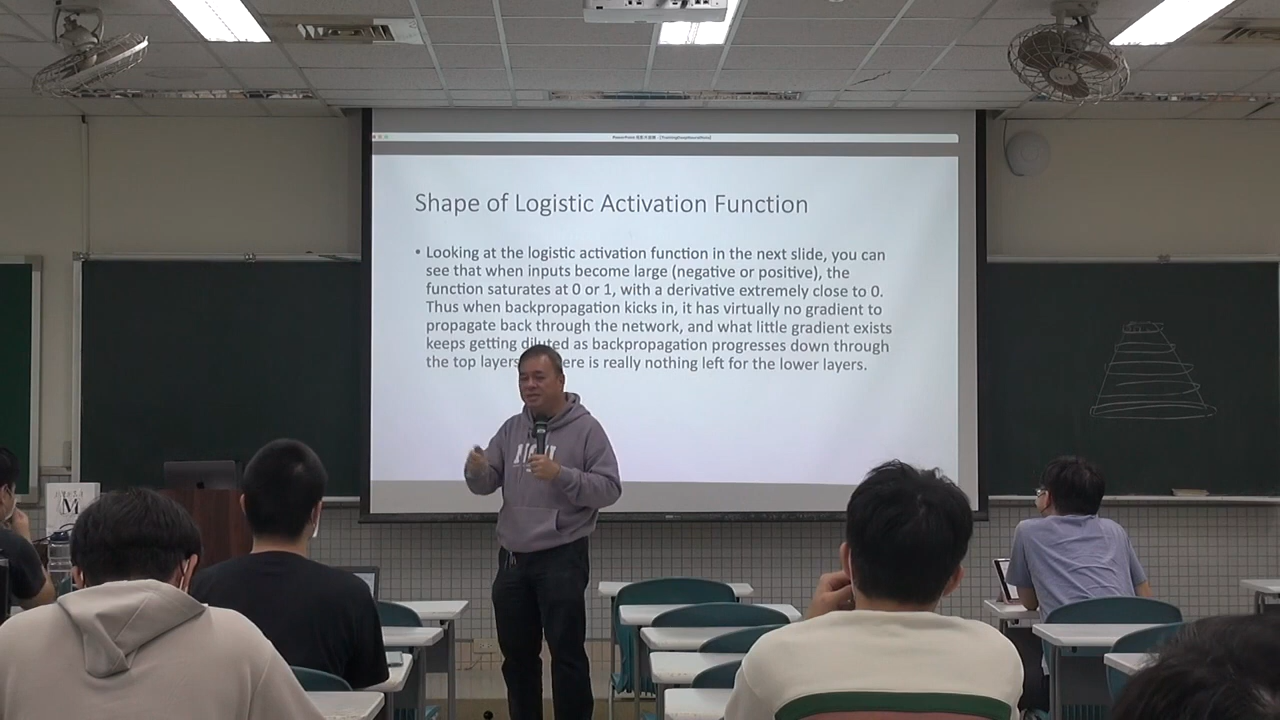 PowerPoint [TrainingDeepNeuralNets]
Shape of Logistic Activation Function
• Looking at the logistic activation function in the next slide, you can
see that when inputs become large (negative or positive), the
function saturates at 0 or 1, with a derivative extremely close to 0.
Thus when backpropagation kicks in, it has virtually no gradient to
propagate back through the network, and what little gradient exists
keeps getting diluted as backpropagation progresses down through
the top layers ere is really nothing left for the lower layers.
M